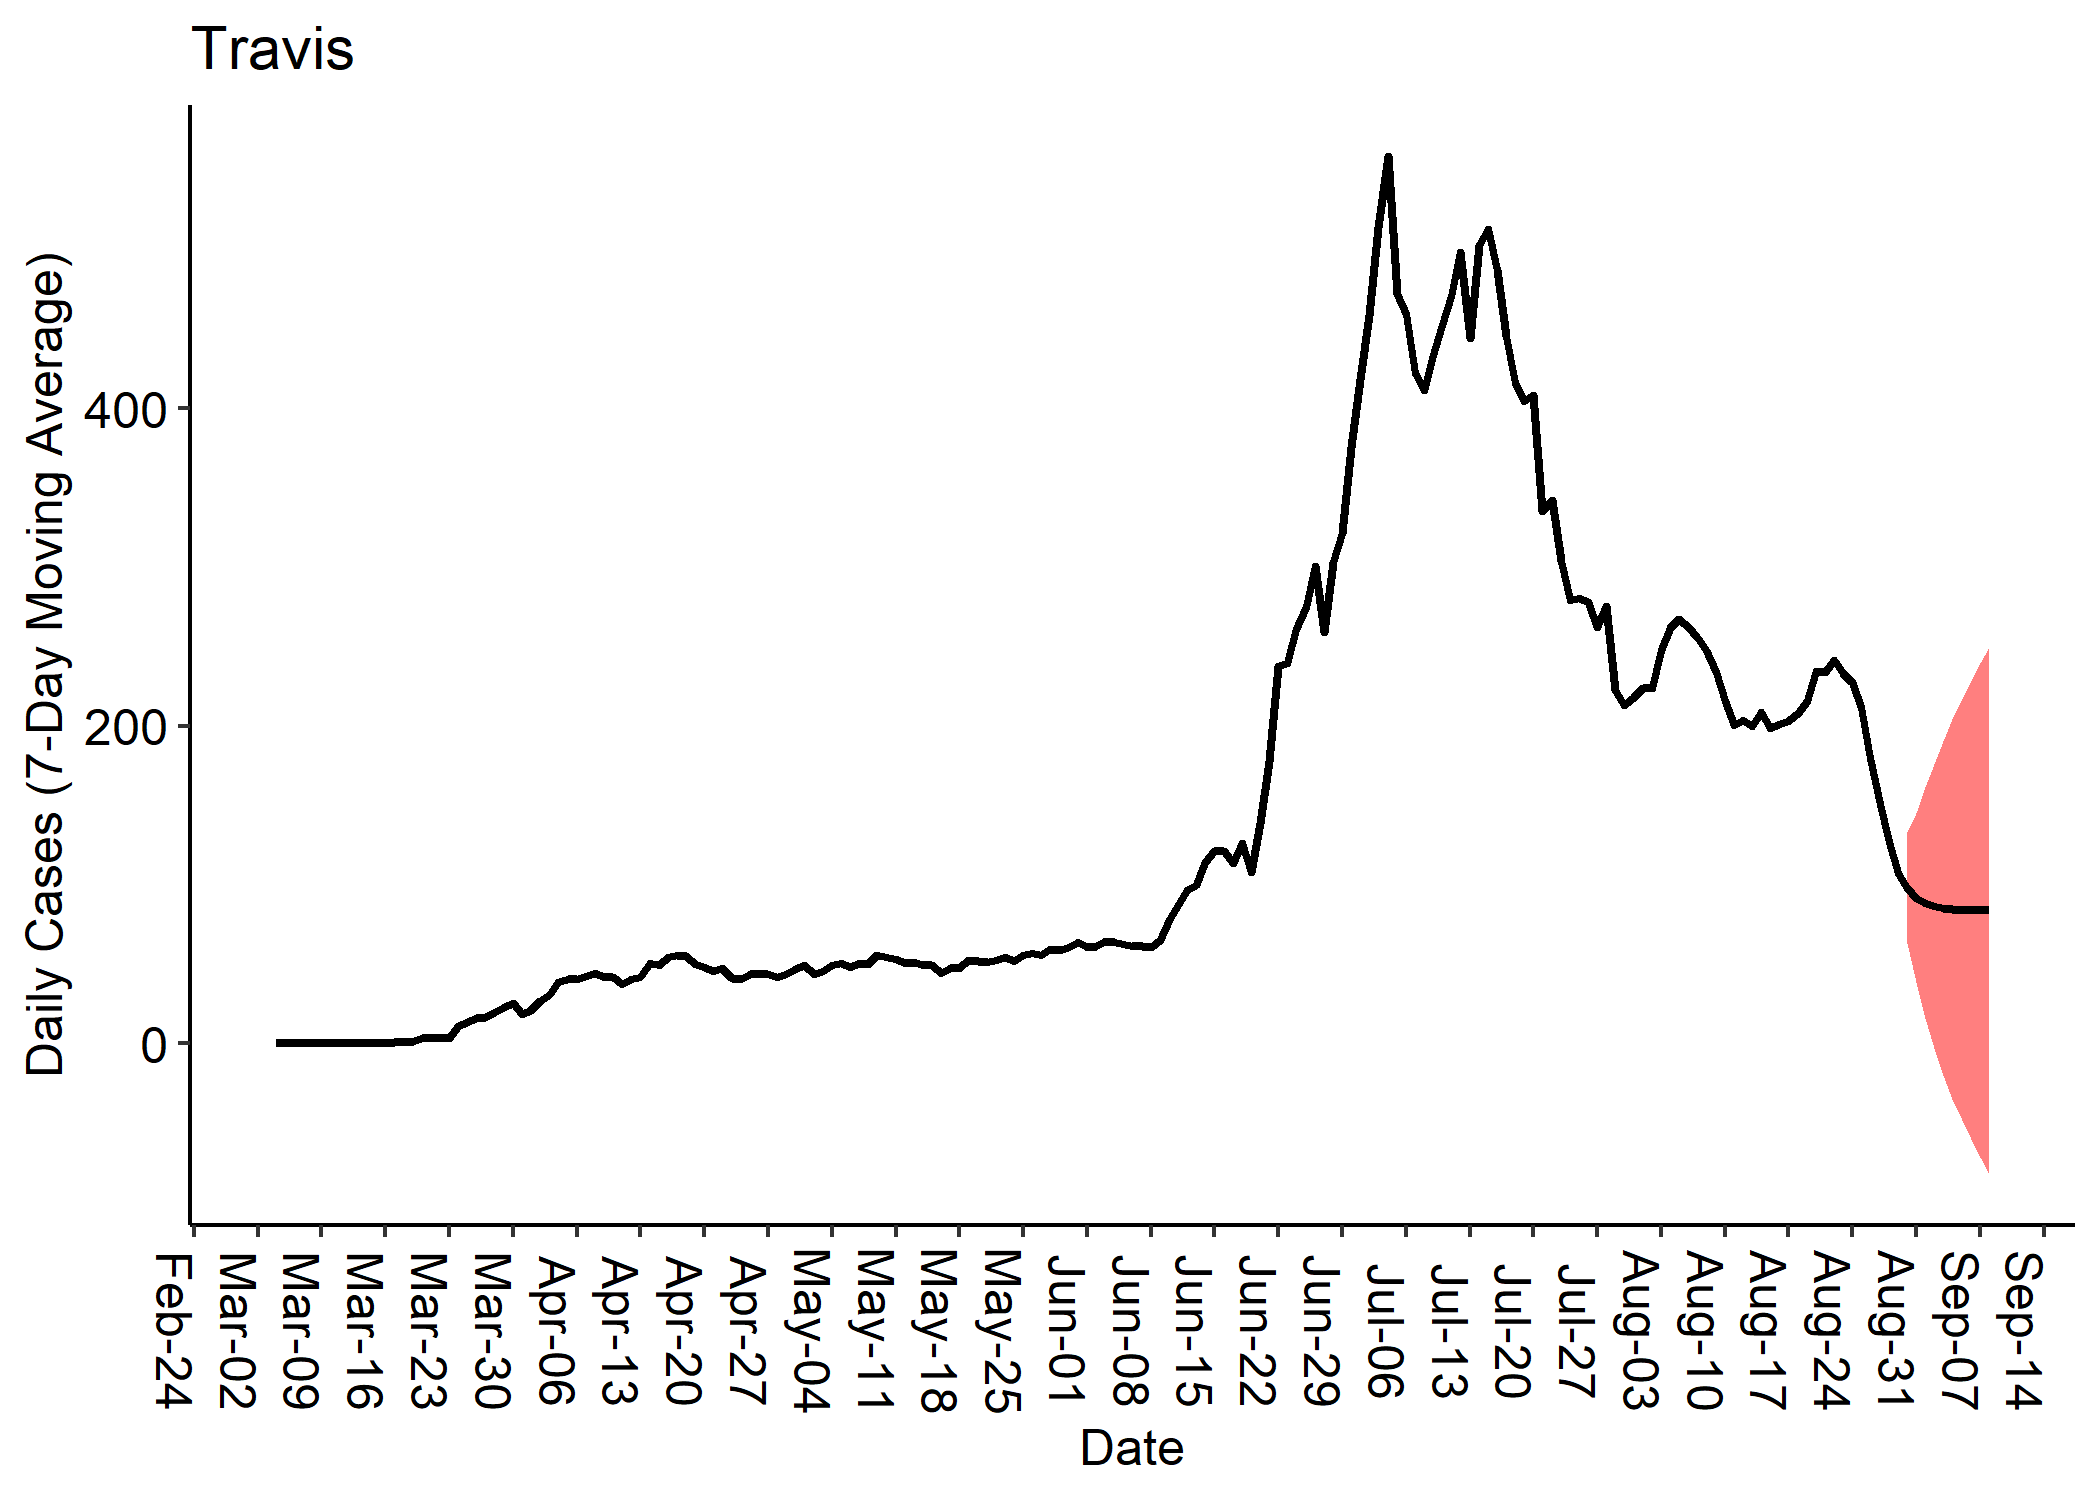 Travis
Daily Cases (7-Day Moving Average)
400
200
0
Feb-24
Mar-02
Mar-09
Mar-16
Mar-23
Mar-30
Apr-06
Apr-13
Apr-20
Apr-27
May-04
May-11
May-18
May-25
Jun-01
Jun-08
Jun-15
Jun-22
Jun-29
Jul-06
Jul-13
Jul-20
Jul-27
Aug-03
Aug-10
Aug-17
Aug-24
Aug-31
Sep-07
Sep-14
Date